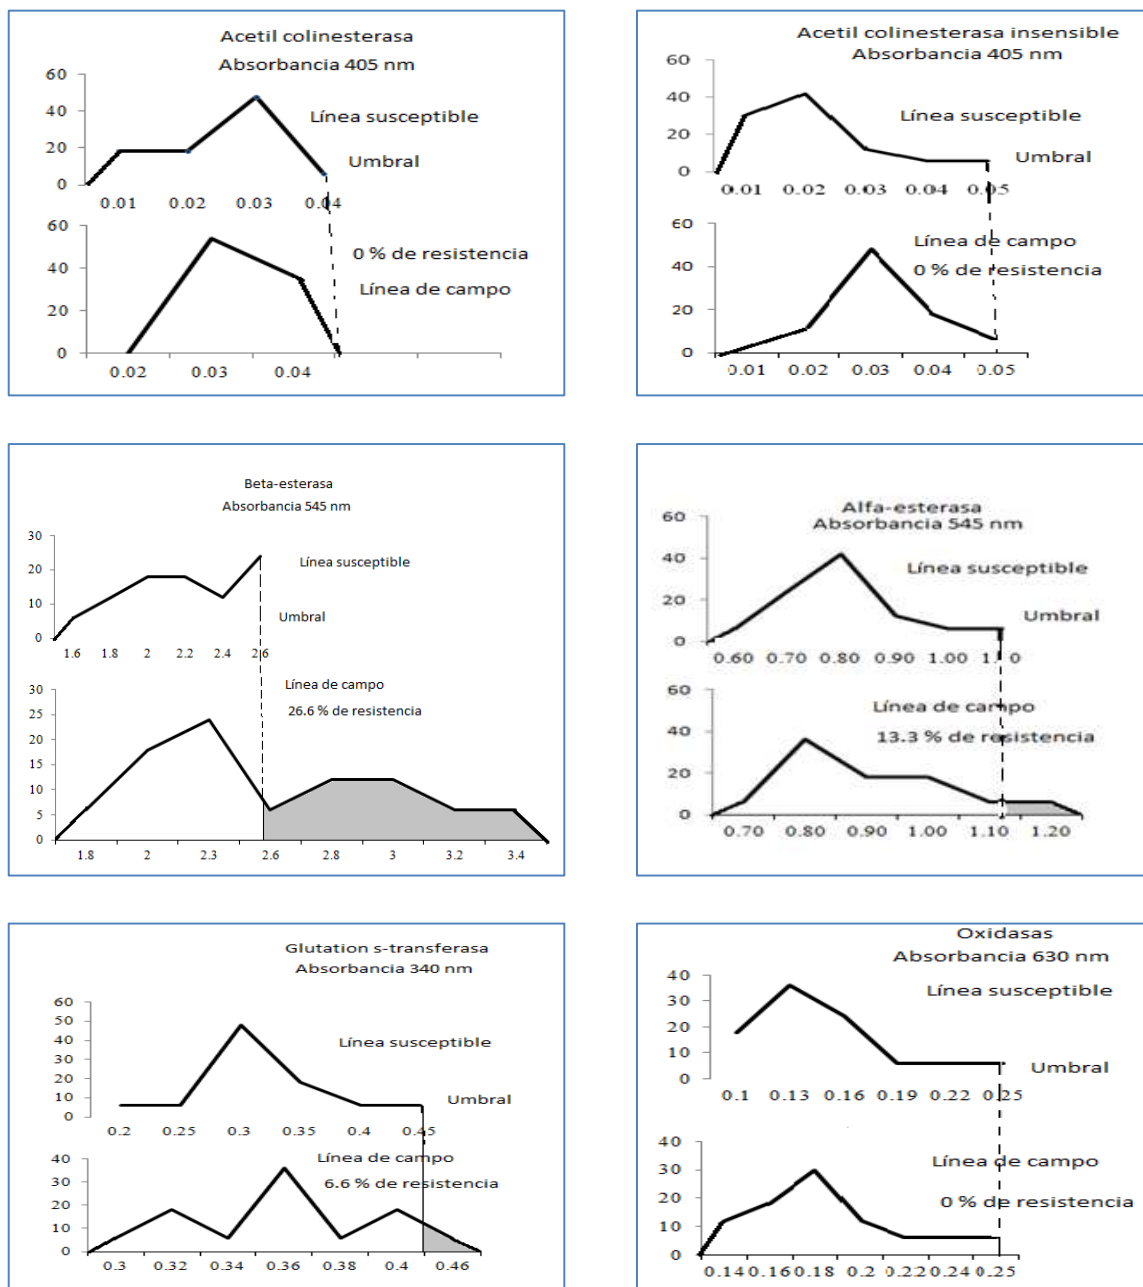 Acetil colinesterasa
Absorbancia 405 nm
60
40
20
0
Línea susceptible
Umbral
0.01 0.02 0.03 0.04
60
40
20
0
0 % de resistencia
Línea de campo
0.02 0.03 0.04
Acetil colinesterasa insensible
Absorbancia 405 nm
60
40
20
0
Línea susceptible
Umbral
0.01 0.02 0.03 0.04 0.05
60
40
20
0
Línea de campo
0 % de resistencia
0.01 0.02 0.03 0.04 0.05
Beta-esterasa
Absorbancia 545 nm
30
20
10
0
Línea susceptible
Umbral
1.6 1.8 2 2.2 2.4 2.6
30
25
20
15
10
5
0
Línea de campo
26.6 % de resistencia
1.8 2 2.3 2.6 2.8 3 3.2 3.4
Alfa-esterasa
Absorbancia 545 nm
60
40
20
0
Línea susceptible
Umbral
0.60 0.70 0.80 0.90 1.00 1.10
60
40
20
0
Línea de campo
13.3 % de resistencia
0.70 0.80 0.90 1.00 1.10 1.20
Glutation s-transferasa
Absorbancia 340 nm
60
50
40
30
20
10
0
Línea susceptible
Umbral
0.2 0.25 0.3 0.35 0.4 0.45
40
30
20
10
0
Línea de campo
6.6 % de resistencia
0.3 0.32 0.34 0.36 0.38 0.4 0.46
Oxidasas
Absorbancia 630 nm
40
30
20
10
0
Línea susceptible
Umbral
0.1 0.13 0.16 0.19 0.22 0.25
40
30
20
10
0
Línea de campo
0 % de resistencia
0.14 0.16 0.18 0.2 0.22 0.24 0.25